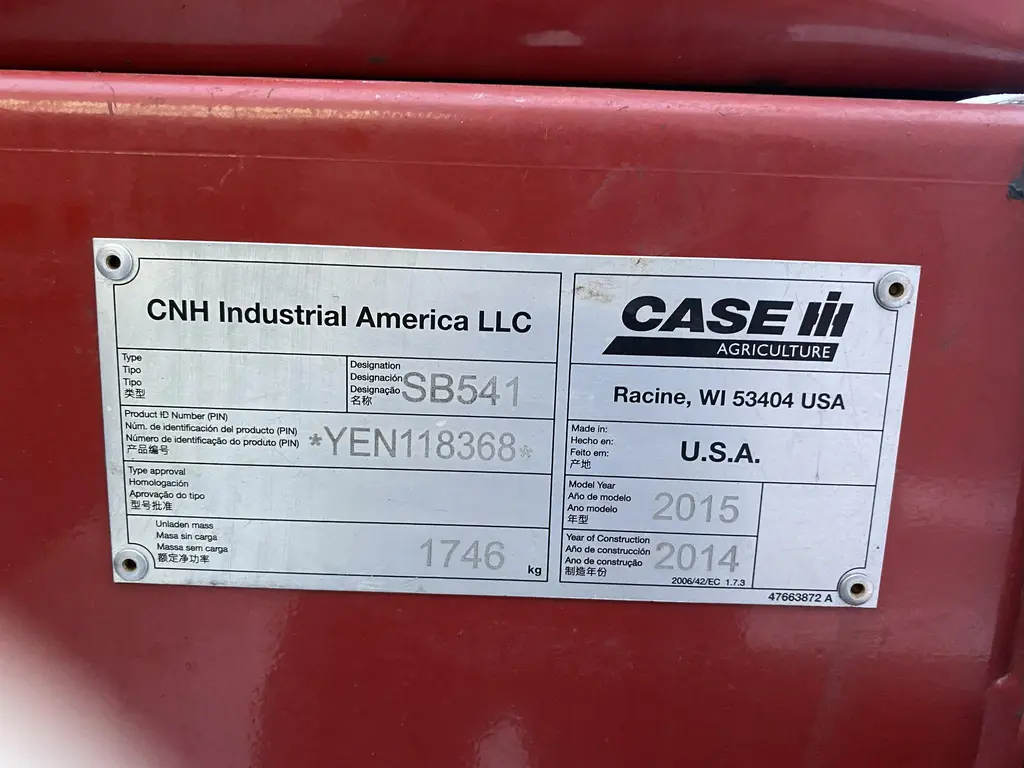 CNH Industrial America LLC
Type
Tipo
Tipo
类型
Designation
Designación
Designação
名称
SB541
Product ID Number (PIN)
Núm. de identificación del producto (PIN)
Número de identificação do produto (PIN)
产品编号
*YEN118368*
Type approval
Homologación
Aprovação do tipo
型号批准
Unladen mass
Masa sin carga
Massa sem carga
额定净功率
1746 kg
CASE IH
AGRICULTURE
Racine, WI 53404 USA
Made in:
Hecho en:
Feito em:
产地
U.S.A.
Model Year
Año de modelo
Ano modelo
年型
2015
Year of Construction
Año de construcción
Ano de construção
制造年份
2014
2006/42/EC 1.7.3
47663872 A